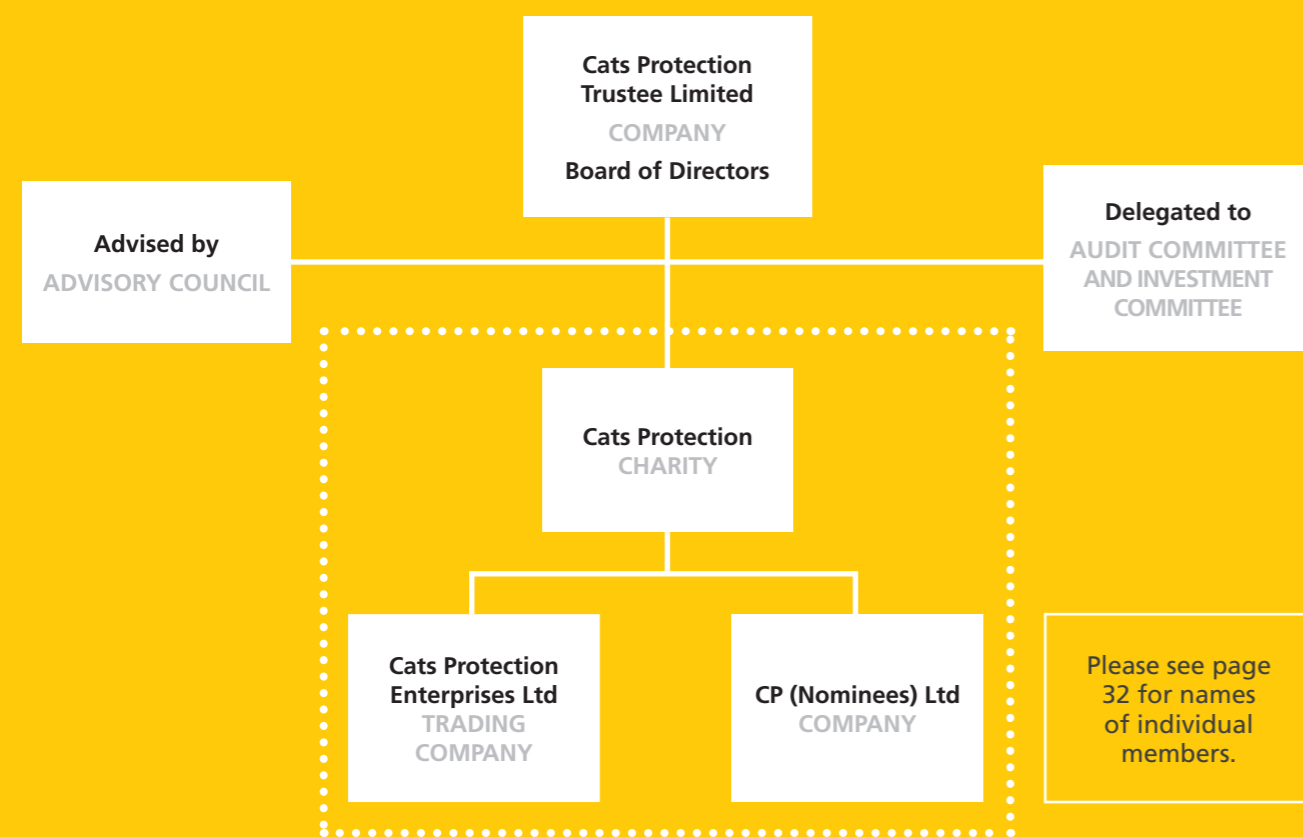 Cats Protection
Trustee Limited
COMPANY
Board of Directors
Advised by
ADVISORY COUNCIL
Delegated to
AUDIT COMMITTEE
AND INVESTMENT
COMMITTEE
Cats Protection
CHARITY
Cats Protection
Enterprises Ltd
TRADING
COMPANY
CP (Nominees) Ltd
COMPANY
Please see page
32 for names
of individual
members.